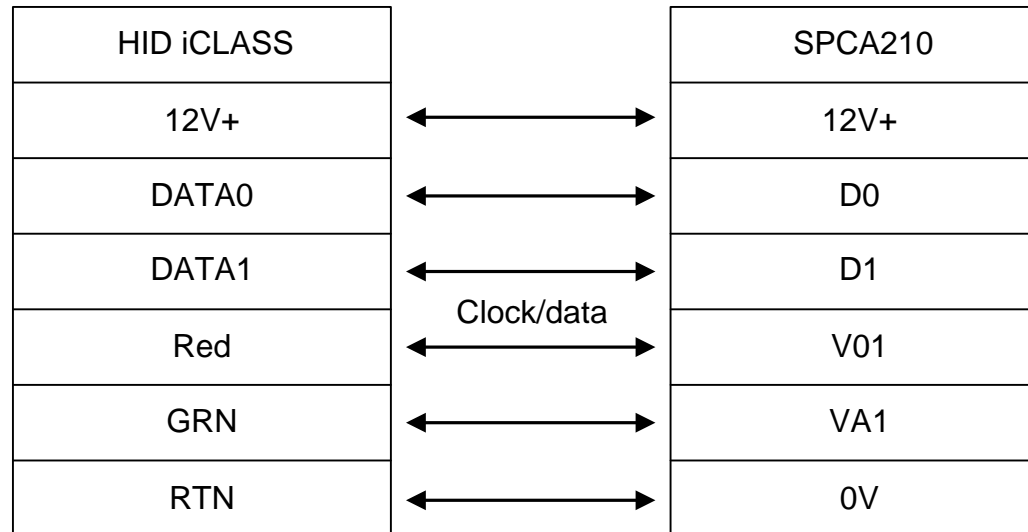 HID iCLASS SPCA210
12V+ 12V+
DATA0 D0
DATA1 D1
Clock/data
Red V01
GRN VA1
RTN 0V